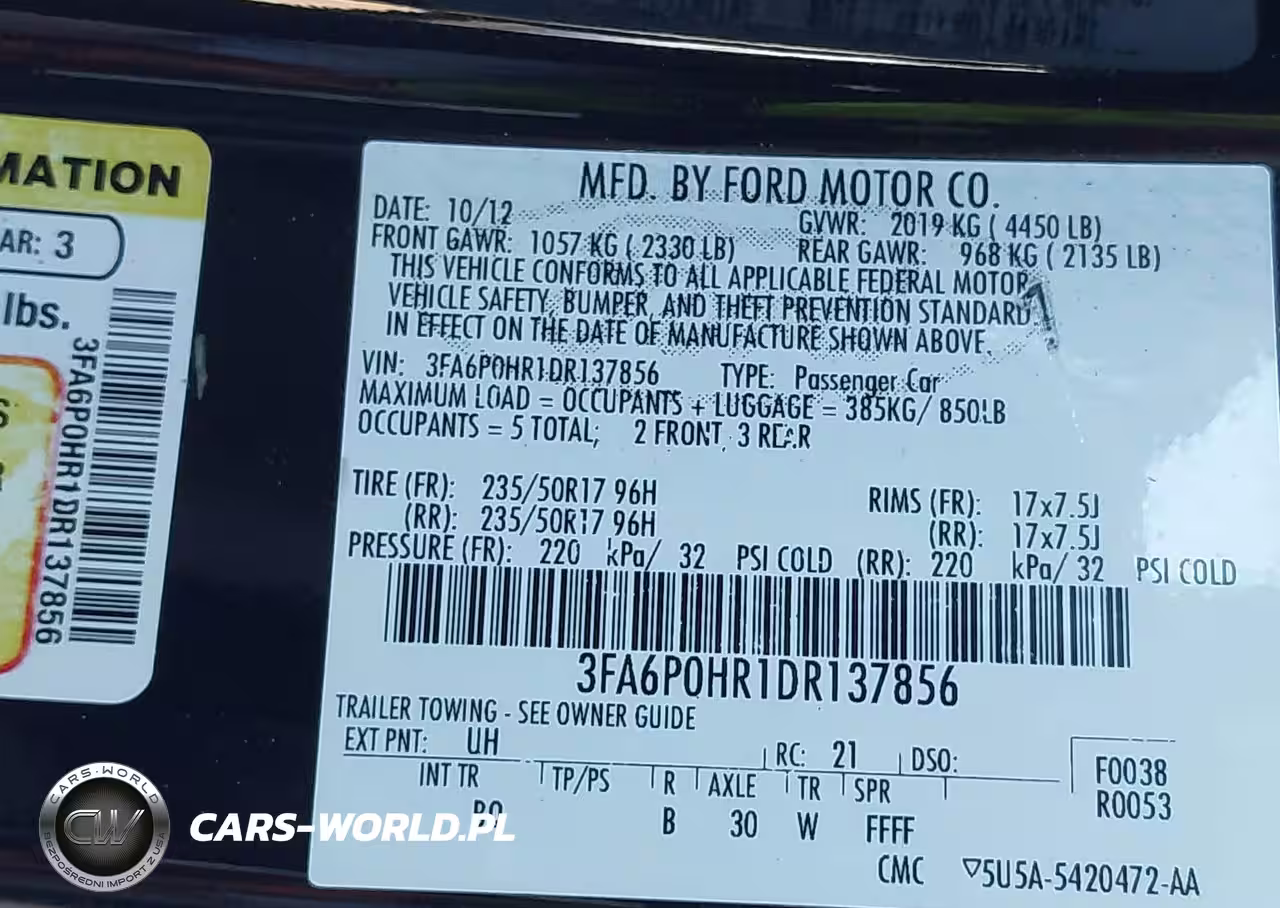 MATION
AR: 3
lbs.
3FA6P0HR1DR137856
MFD. BY FORD MOTOR CO.
DATE: 10/12 GVWR: 2019 KG ( 4450 LB)
FRONT GAWR: 1057 KG ( 2330 LB) REAR GAWR: 968 KG ( 2135 LB)
THIS VEHICLE CONFORMS TO ALL APPLICABLE FEDERAL MOTOR
VEHICLE SAFETY, BUMPER, AND THEFT PREVENTION STANDARD
IN EFFECT ON THE DATE OF MANUFACTURE SHOWN ABOVE.
VIN: 3FA6P0HR1DR137856 TYPE: Passenger Car
MAXIMUM LOAD = OCCUPANTS + LUGGAGE = 385KG/ 850LB
OCCUPANTS = 5 TOTAL; 2 FRONT, 3 REAR
TIRE (FR): 235/50R17 96H RIMS (FR): 17x7.5J
(RR): 235/50R17 96H (RR): 17x7.5J
PRESSURE (FR): 220 kPa/ 32 PSI COLD (RR): 220 kPa/ 32 PSI COLD
3FA6P0HR1DR137856
TRAILER TOWING - SEE OWNER GUIDE
EXT PNT: UH RC: 21 DSO: F0038
INT TR TP/PS R AXLE TR SPR R0053
B 30 W FFFF
CMC ▽5U5A-5420472-AA
CARS-WORLD
CW
BEZPOŚREDNI IMPORT Z USA
CARS-WORLD.PL